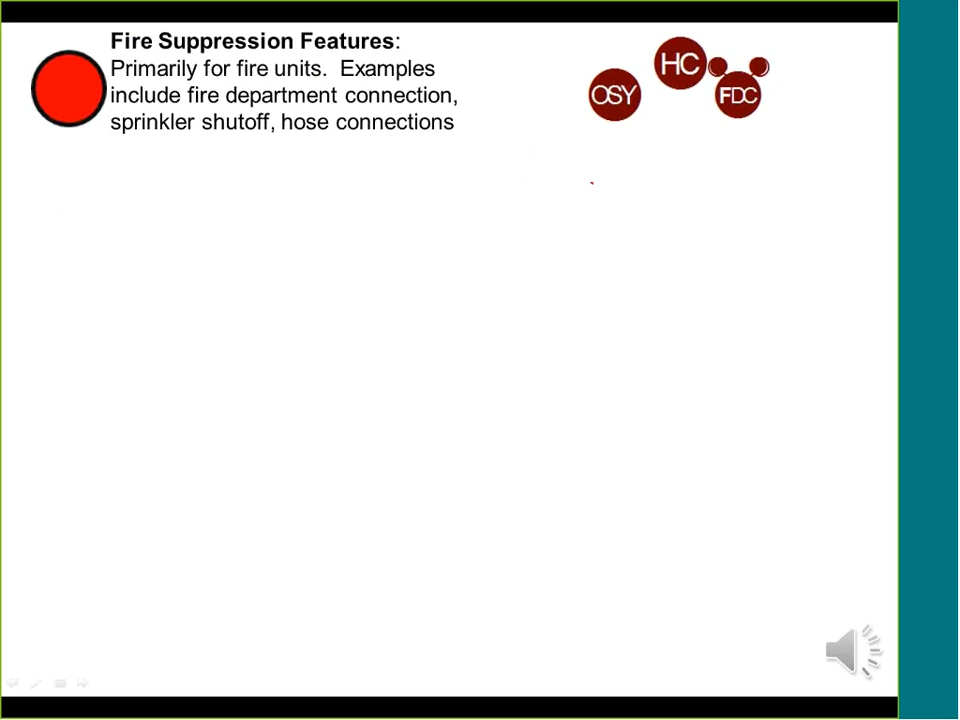 Fire Suppression Features:
Primarily for fire units.  Examples
include fire department connection,
sprinkler shutoff, hose connections
OSY
HC
FDC